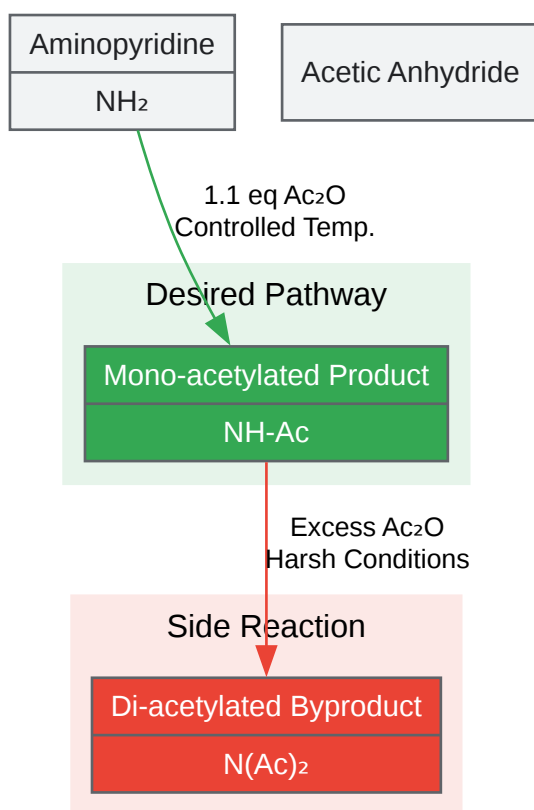 Aminopyridine
NH₂
Acetic Anhydride
1.1 eq Ac₂O
Controlled Temp.
Desired Pathway
Mono-acetylated Product
NH-Ac
Excess Ac₂O
Harsh Conditions
Side Reaction
Di-acetylated Byproduct
N(Ac)₂